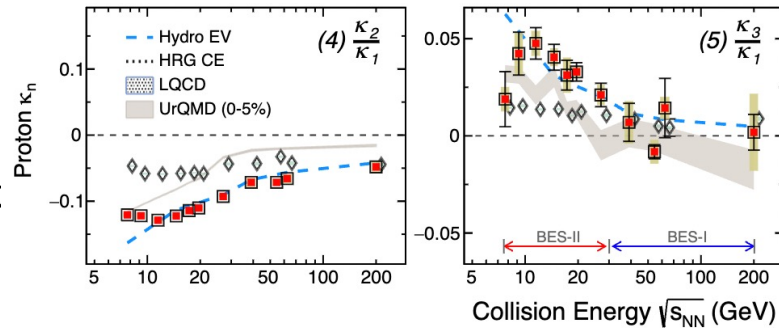 Hydro EV
HRG CE
LQCD
UrQMD (0-5%)
(4) κ2/κ1
(5) κ3/κ1
Proton κn
0.1
0
−0.1
0.05
0
−0.05
BES-II
BES-I
5 10 20 50 100 200
5 10 20 50 100 200
Collision Energy √sNN (GeV)